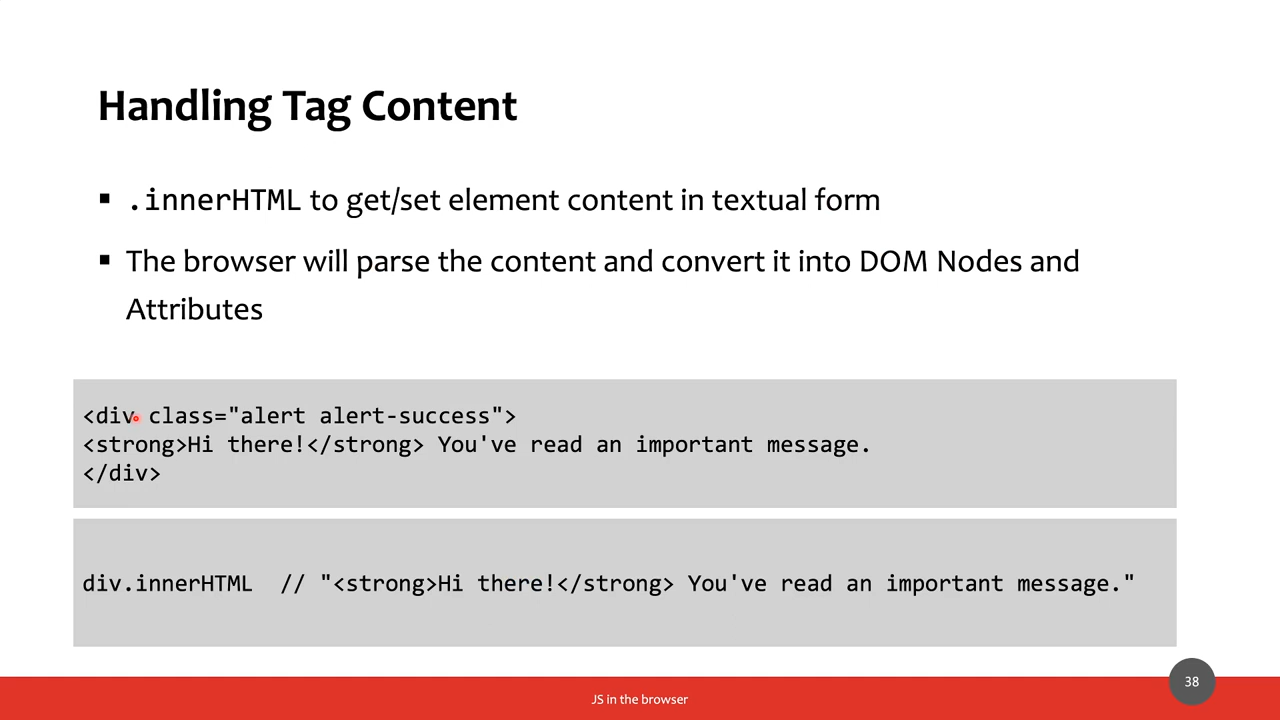 Handling Tag Content
▪ .innerHTML to get/set element content in textual form
▪ The browser will parse the content and convert it into DOM Nodes and
Attributes
<div class="alert alert-success">
<strong>Hi there!</strong> You've read an important message.
</div>
div.innerHTML  // "<strong>Hi there!</strong> You've read an important message."
38
JS in the browser